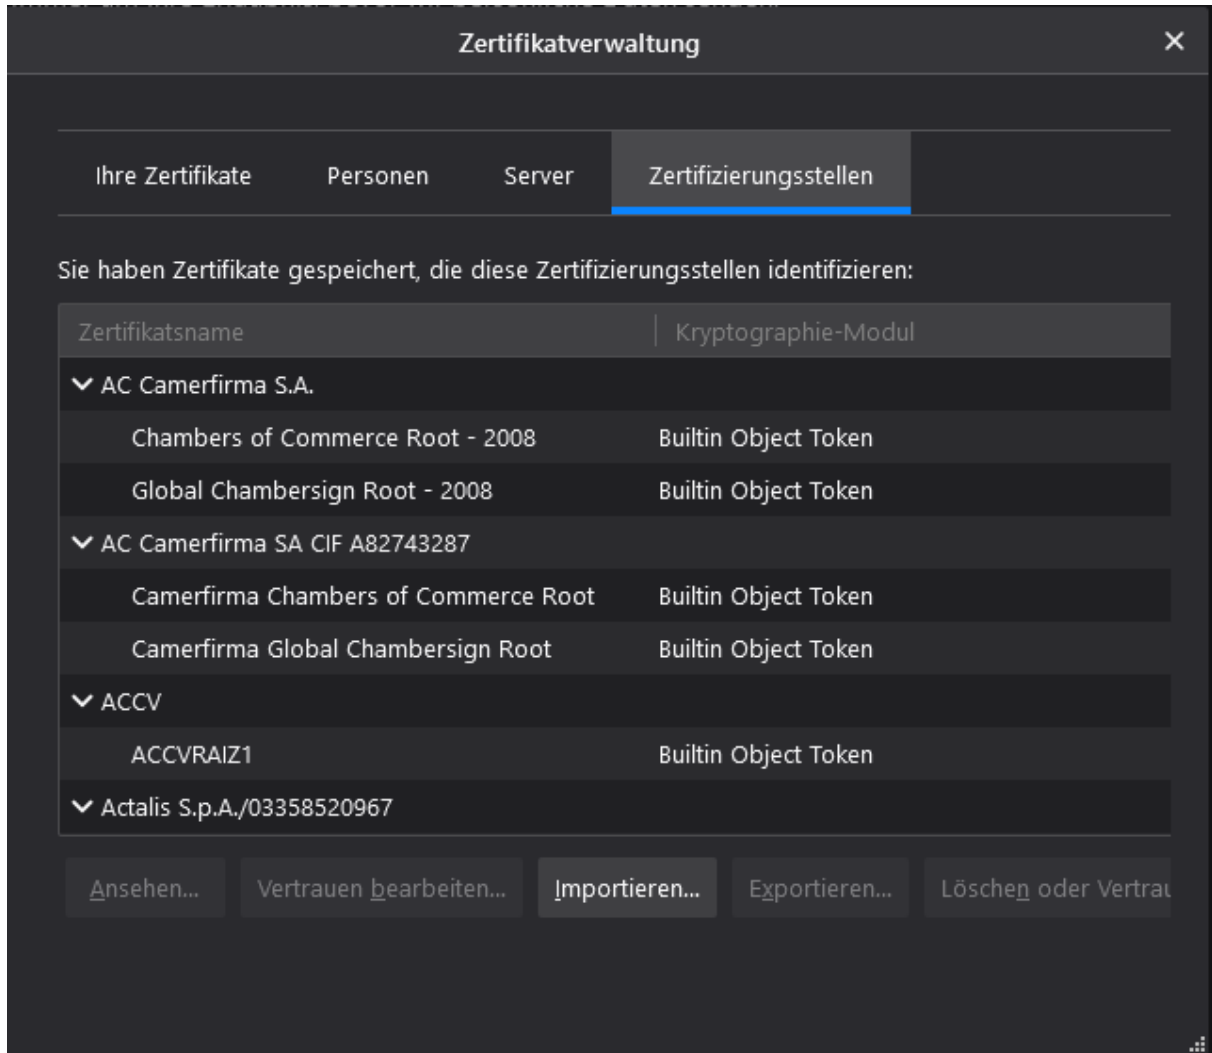 Zertifikatverwaltung
Ihre Zertifikate Personen Server Zertifizierungsstellen
Sie haben Zertifikate gespeichert, die diese Zertifizierungsstellen identifizieren:
Zertifikatsname Kryptographie-Modul
AC Camerfirma S.A.
Chambers of Commerce Root - 2008 Builtin Object Token
Global Chambersign Root - 2008 Builtin Object Token
AC Camerfirma SA CIF A82743287
Camerfirma Chambers of Commerce Root Builtin Object Token
Camerfirma Global Chambersign Root Builtin Object Token
ACCV
ACCVRAIZ1 Builtin Object Token
Actalis S.p.A./03358520967
Ansehen... Vertrauen bearbeiten... Importieren... Exportieren... Löschen oder Vertrau